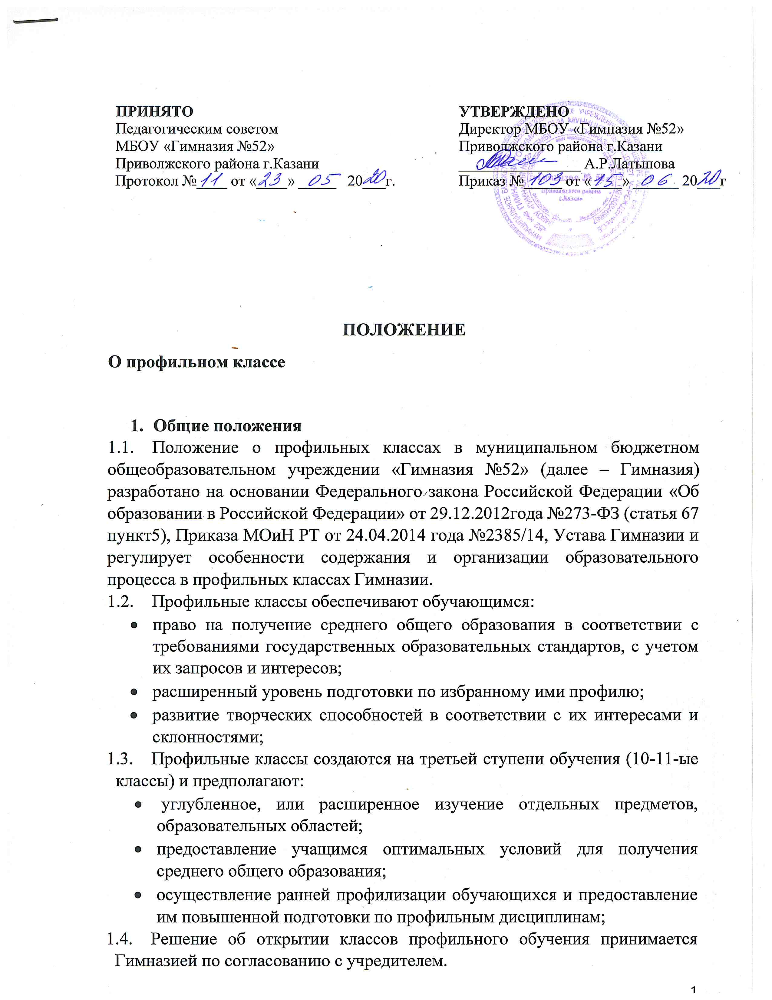 ПРИНЯТО
Педагогическим советом
МБОУ «Гимназия №52»
Приволжского района г.Казани
Протокол № 11 от «23» 05 2020г.
УТВЕРЖДЕНО
Директор МБОУ «Гимназия №52»
Приволжского района г.Казани
А.Р.Латыпова
Приказ № 103 от «15» 06 2020г
ПОЛОЖЕНИЕ
О профильном классе
1. Общие положения
1.1. Положение о профильных классах в муниципальном бюджетном
общеобразовательном учреждении «Гимназия №52» (далее – Гимназия)
разработано на основании Федерального закона Российской Федерации «Об
образовании в Российской Федерации» от 29.12.2012года №273-ФЗ (статья 67
пункт5), Приказа МОиН РТ от 24.04.2014 года №2385/14, Устава Гимназии и
регулирует особенности содержания и организации образовательного
процесса в профильных классах Гимназии.
1.2. Профильные классы обеспечивают обучающимся:
• право на получение среднего общего образования в соответствии с
требованиями государственных образовательных стандартов, с учетом
их запросов и интересов;
• расширенный уровень подготовки по избранному ими профилю;
• развитие творческих способностей в соответствии с их интересами и
склонностями;
1.3. Профильные классы создаются на третьей ступени обучения (10-11-ые
классы) и предполагают:
• углубленное, или расширенное изучение отдельных предметов,
образовательных областей;
• предоставление учащимся оптимальных условий для получения
среднего общего образования;
• осуществление ранней профилизации обучающихся и предоставление
им повышенной подготовки по профильным дисциплинам;
1.4. Решение об открытии классов профильного обучения принимается
Гимназией по согласованию с учредителем.
1